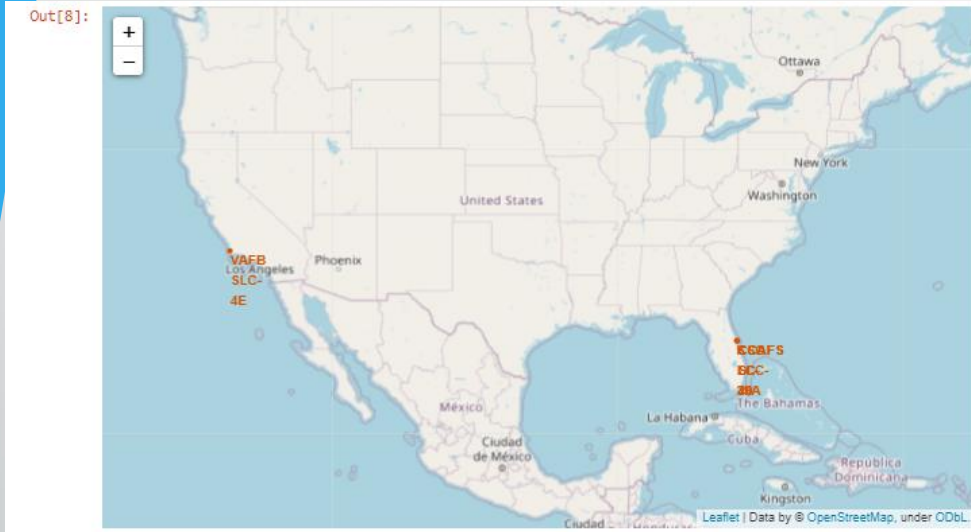 Out[8]:
+
−
Ottawa
New York
Washington
United States
VAFB
Los Angeles
Phoenix
SLC-
4E
México
La Habana
The Bahamas
Cuba
Ciudad
de México
República
Dominicana
Kingston
Ciudad
Leaflet | Data by © OpenStreetMap, under ODbL